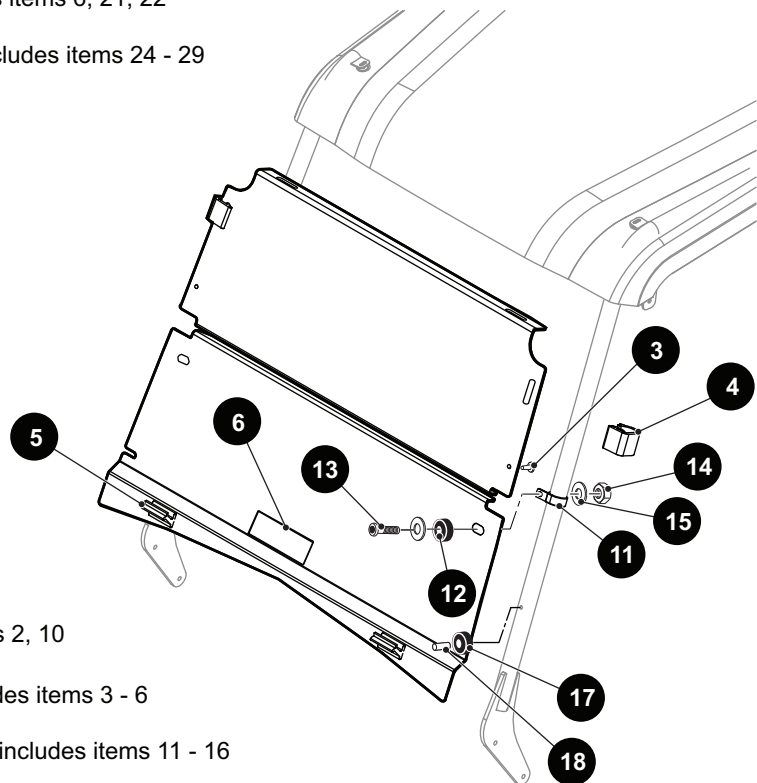 items 6, 21, 22
cludes items 24 - 29
3
4
5
6
13
14
15
11
12
17
18
s 2, 10
des items 3 - 6
includes items 11 - 16